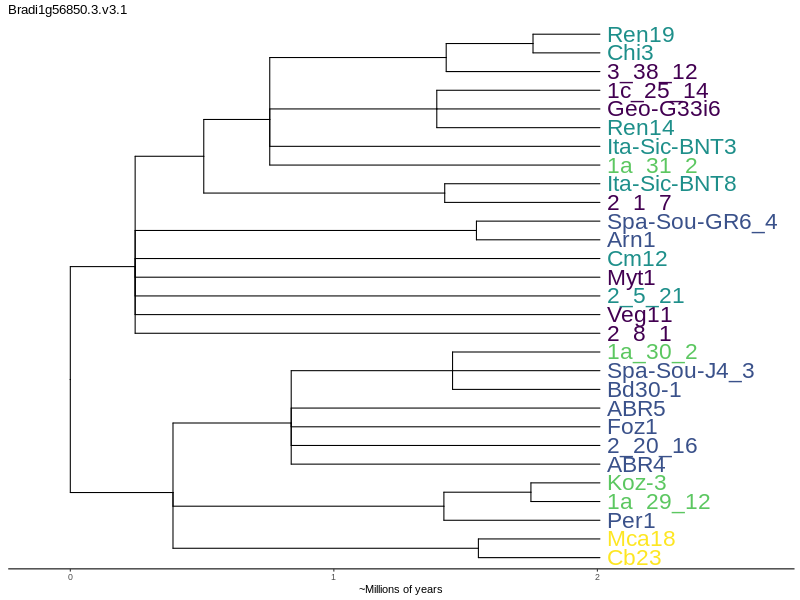 Bradi1g56850.3.v3.1
Ren19
Chi3
3_38_12
1c_25_14
Geo-G33i6
Ren14
Ita-Sic-BNT3
1a_31_2
Ita-Sic-BNT8
2_1_7
Spa-Sou-GR6_4
Arn1
Cm12
Myt1
2_5_21
Veg11
2_8_1
1a_30_2
Spa-Sou-J4_3
Bd30-1
ABR5
Foz1
2_20_16
ABR4
Koz-3
1a_29_12
Per1
Mca18
Cb23
0 1 2
~Millions of years